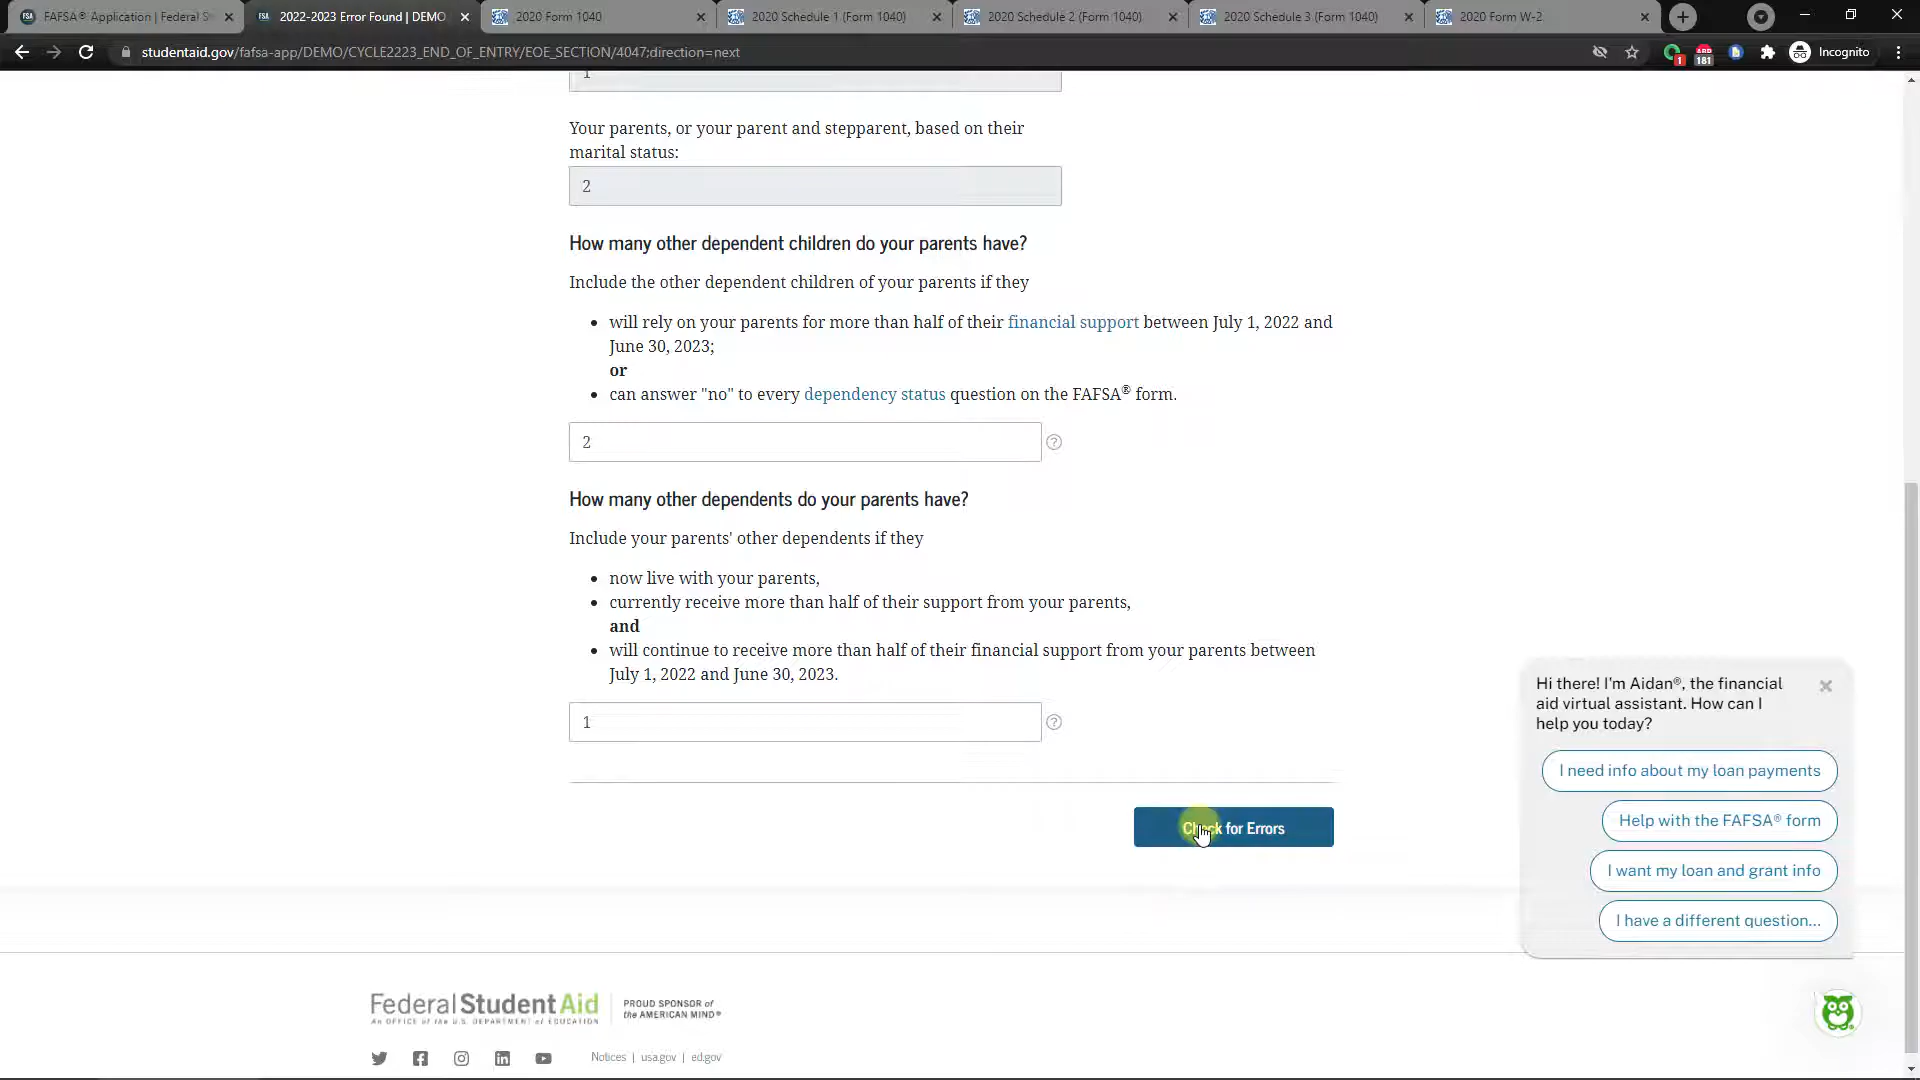 FAFSA® Application | Federal St
2022-2023 Error Found | DEMO
2020 Form 1040
2020 Schedule 1 (Form 1040)
2020 Schedule 2 (Form 1040)
2020 Schedule 3 (Form 1040)
2020 Form W-2
studentaid.gov/fafsa-app/DEMO/CYCLE2223_END_OF_ENTRY/EOE_SECTION/4047;direction=next
1
181
Incognito
1
Your parents, or your parent and stepparent, based on their
marital status:
2
How many other dependent children do your parents have?
Include the other dependent children of your parents if they
• will rely on your parents for more than half of their financial support between July 1, 2022 and
June 30, 2023;
or
• can answer "no" to every dependency status question on the FAFSA® form.
2
How many other dependents do your parents have?
Include your parents' other dependents if they
• now live with your parents,
• currently receive more than half of their support from your parents,
and
• will continue to receive more than half of their financial support from your parents between
July 1, 2022 and June 30, 2023.
1
Check for Errors
Hi there! I'm Aidan®, the financial
aid virtual assistant. How can I
help you today?
I need info about my loan payments
Help with the FAFSA® form
I want my loan and grant info
I have a different question...
Federal Student Aid
An OFFICE of the U.S. DEPARTMENT of EDUCATION
PROUD SPONSOR of
the AMERICAN MIND®
Notices | usa.gov | ed.gov